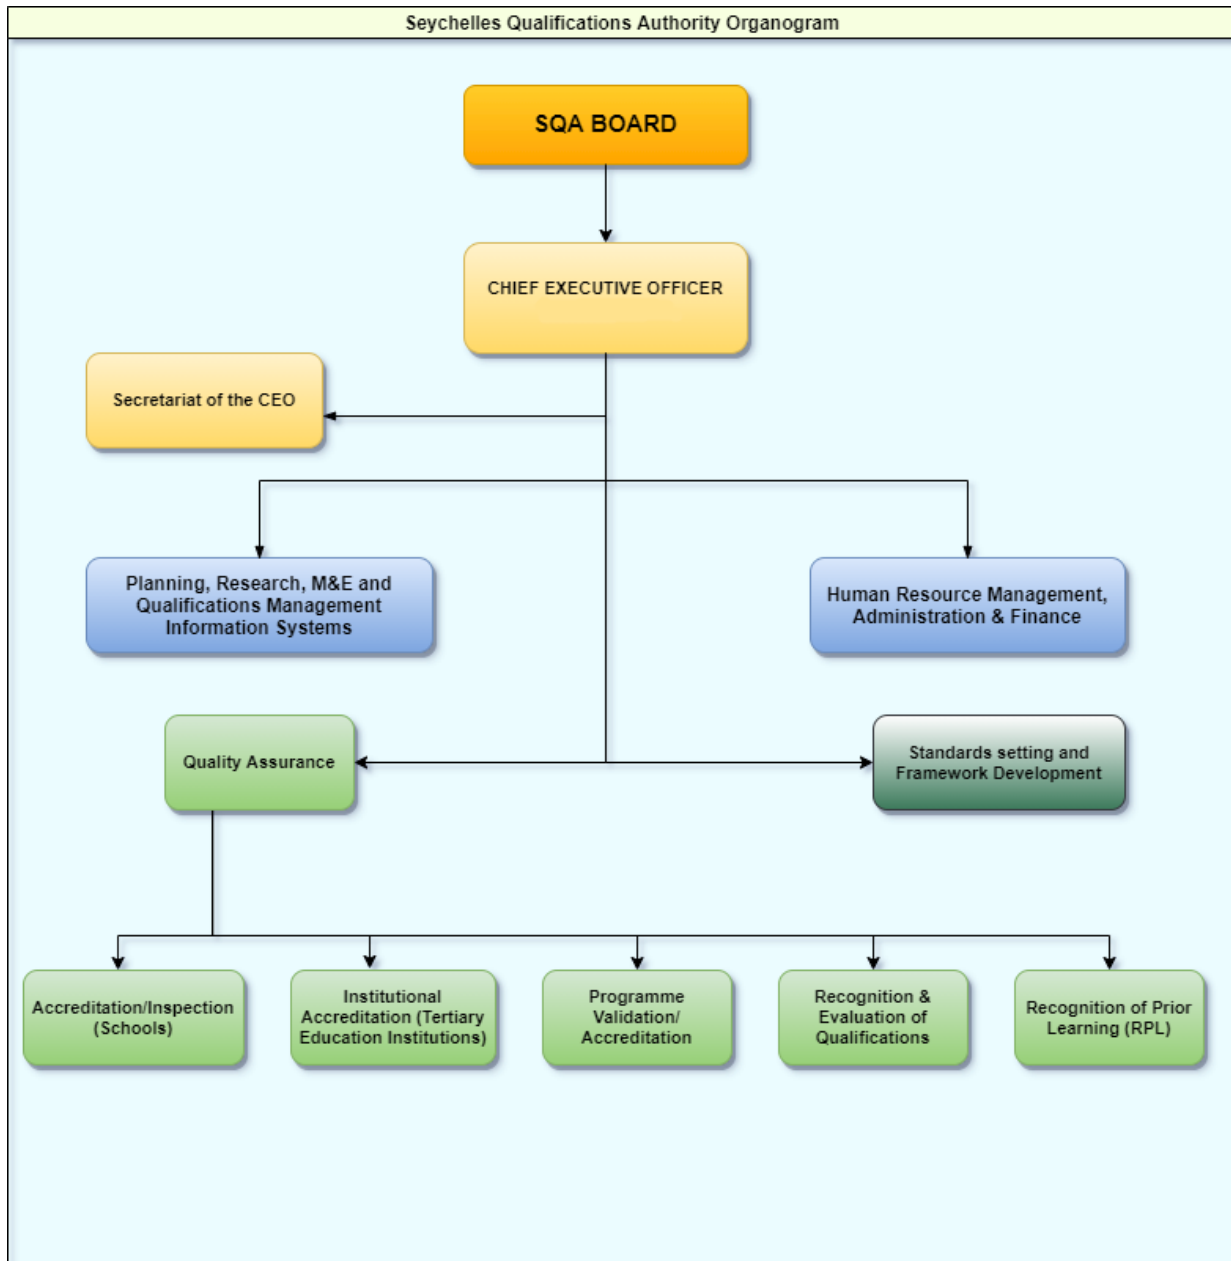 Seychelles Qualifications Authority Organogram
SQA BOARD
CHIEF EXECUTIVE OFFICER
Secretariat of the CEO
Planning, Research, M&E and
Qualifications Management
Information Systems
Human Resource Management,
Administration & Finance
Quality Assurance
Standards setting and
Framework Development
Accreditation/Inspection
(Schools)
Institutional
Accreditation (Tertiary
Education Institutions)
Programme
Validation/
Accreditation
Recognition &
Evaluation of
Qualifications
Recognition of Prior
Learning (RPL)